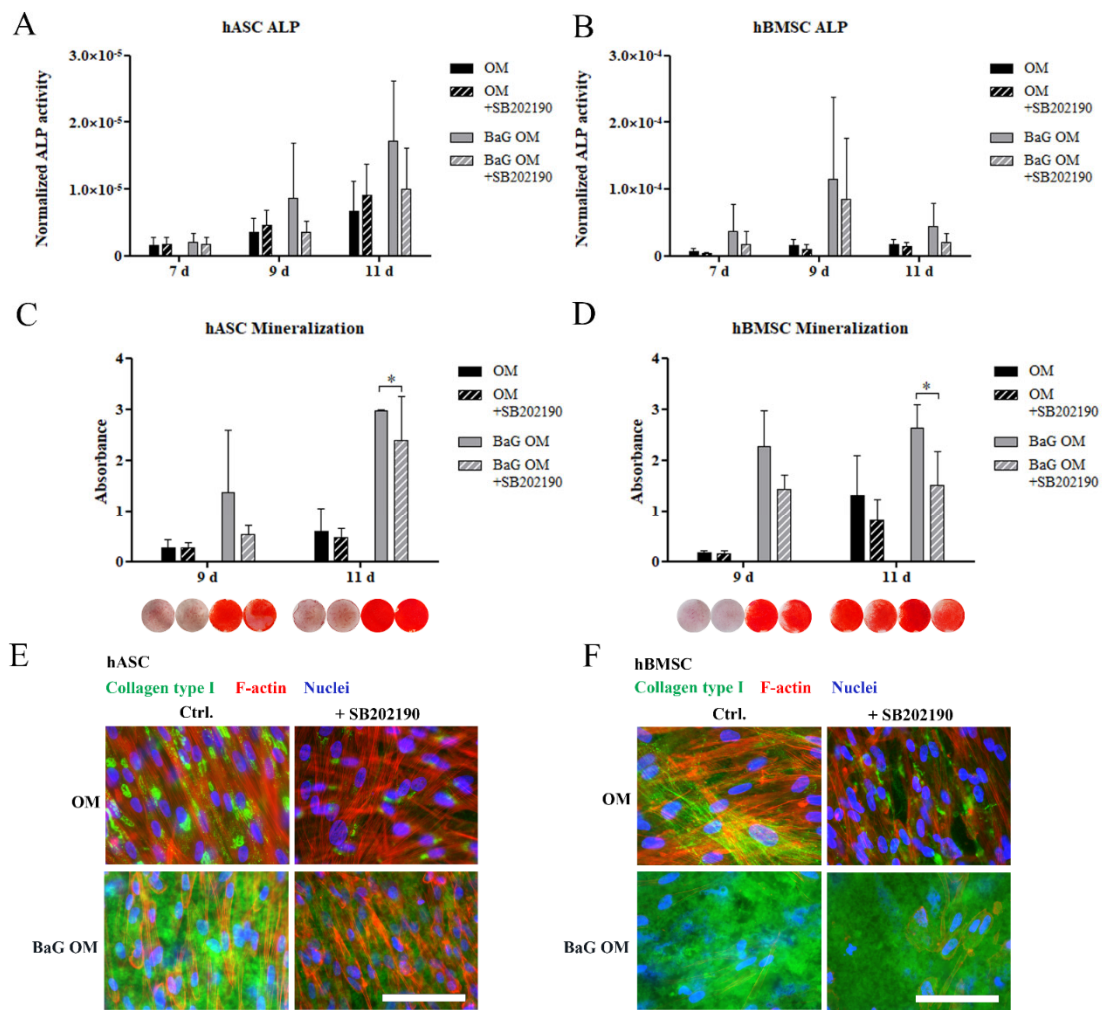 A
hASC ALP
Normalized ALP activity
3.0×10-5
2.0×10-5
1.0×10-5
0
7 d
9 d
11 d
OM
OM
+SB202190
BaG OM
BaG OM
+SB202190
B
hBMSC ALP
Normalized ALP activity
3.0×10-4
2.0×10-4
1.0×10-4
0
7 d
9 d
11 d
OM
OM
+SB202190
BaG OM
BaG OM
+SB202190
C
hASC Mineralization
Absorbance
4
3
2
1
0
*
9 d
11 d
OM
OM
+SB202190
BaG OM
BaG OM
+SB202190
D
hBMSC Mineralization
Absorbance
4
3
2
1
0
*
9 d
11 d
OM
OM
+SB202190
BaG OM
BaG OM
+SB202190
E
hASC
Collagen type I F-actin Nuclei
Ctrl. + SB202190
OM
BaG OM
F
hBMSC
Collagen type I F-actin Nuclei
Ctrl. + SB202190
OM
BaG OM